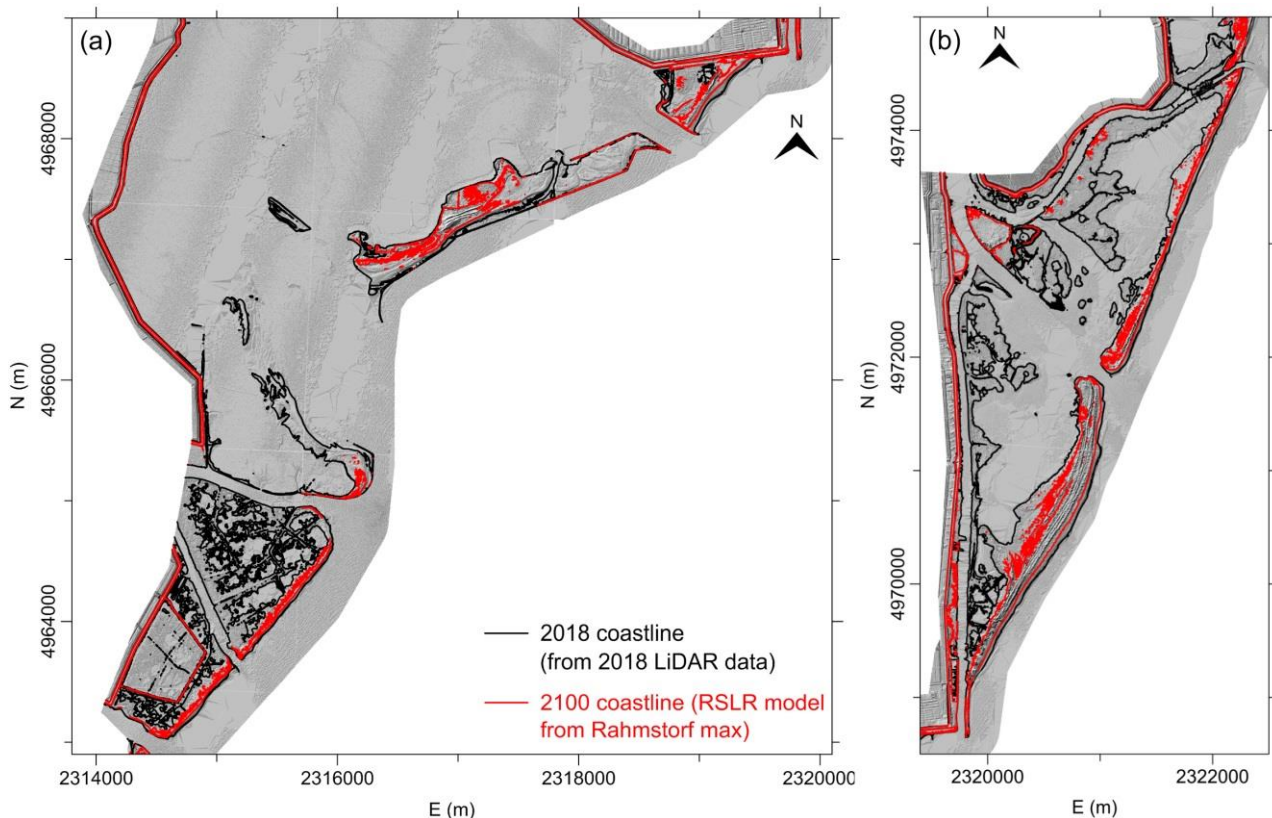 (a)
N
N (m)
4968000
4966000
4964000
2314000
2316000
2318000
2320000
E (m)
2018 coastline
(from 2018 LiDAR data)
2100 coastline (RSLR model
from Rahmstorf max)
(b)
N
N (m)
4974000
4972000
4970000
2320000
2322000
E (m)